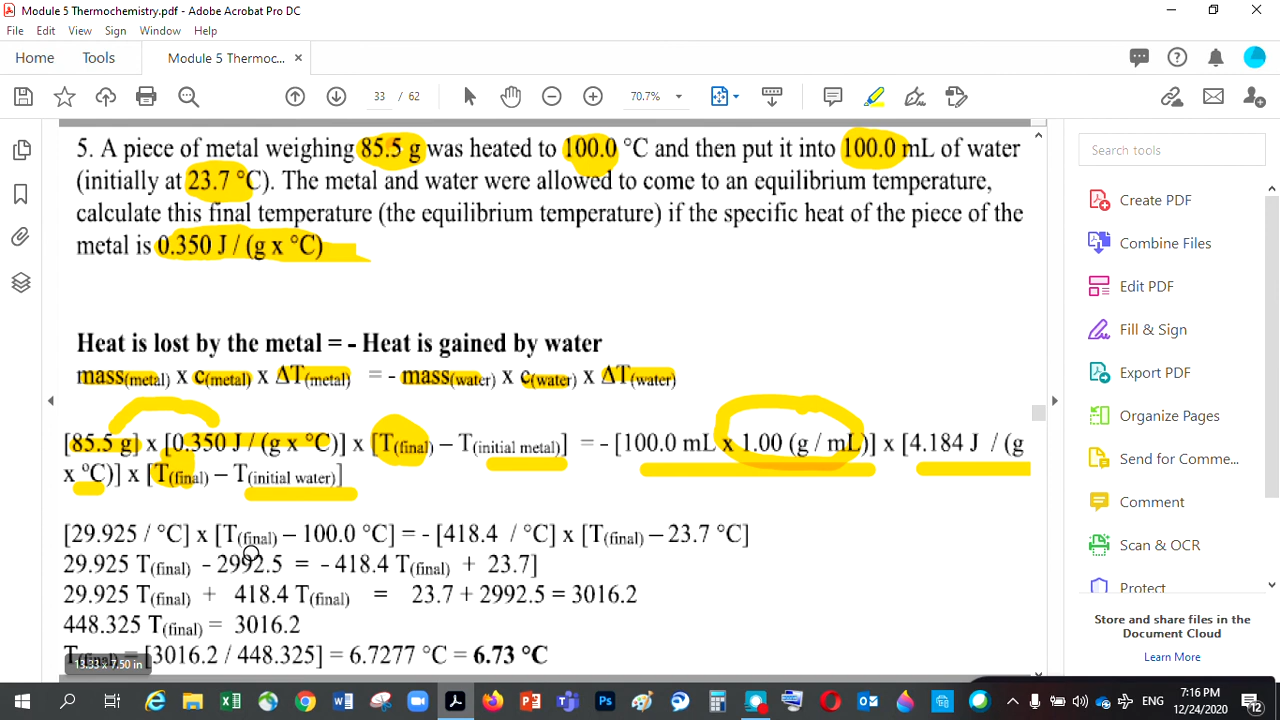 Module 5 Thermochemistry.pdf - Adobe Acrobat Pro DC
File Edit View Sign Window Help
Home Tools Module 5 Thermoc... ×
33 / 62 70.7%
5. A piece of metal weighing 85.5 g was heated to 100.0 °C and then put it into 100.0 mL of water
(initially at 23.7 °C). The metal and water were allowed to come to an equilibrium temperature,
calculate this final temperature (the equilibrium temperature) if the specific heat of the piece of the
metal is 0.350 J / (g x °C)
Heat is lost by the metal = - Heat is gained by water
mass(metal) x c(metal) x ΔT(metal) = - mass(water) x c(water) x ΔT(water)
[85.5 g] x [0.350 J / (g x °C)] x [T(final) – T(initial metal)] = - [100.0 mL x 1.00 (g / mL)] x [4.184 J / (g
x °C)] x [T(final) – T(initial water)]
[29.925 / °C] x [T(final) – 100.0 °C] = - [418.4 / °C] x [T(final) – 23.7 °C]
29.925 T(final) - 2992.5 = - 418.4 T(final) + 23.7]
29.925 T(final) + 418.4 T(final) = 23.7 + 2992.5 = 3016.2
448.325 T(final) = 3016.2
T(final) = [3016.2 / 448.325] = 6.7277 °C = 6.73 °C
13.33 x 7.50 in
Search tools
Create PDF
Combine Files
Edit PDF
Fill & Sign
Export PDF
Organize Pages
Send for Comme...
Comment
Scan & OCR
Protect
Store and share files in the
Document Cloud
Learn More
ENG
7:16 PM
12/24/2020
12